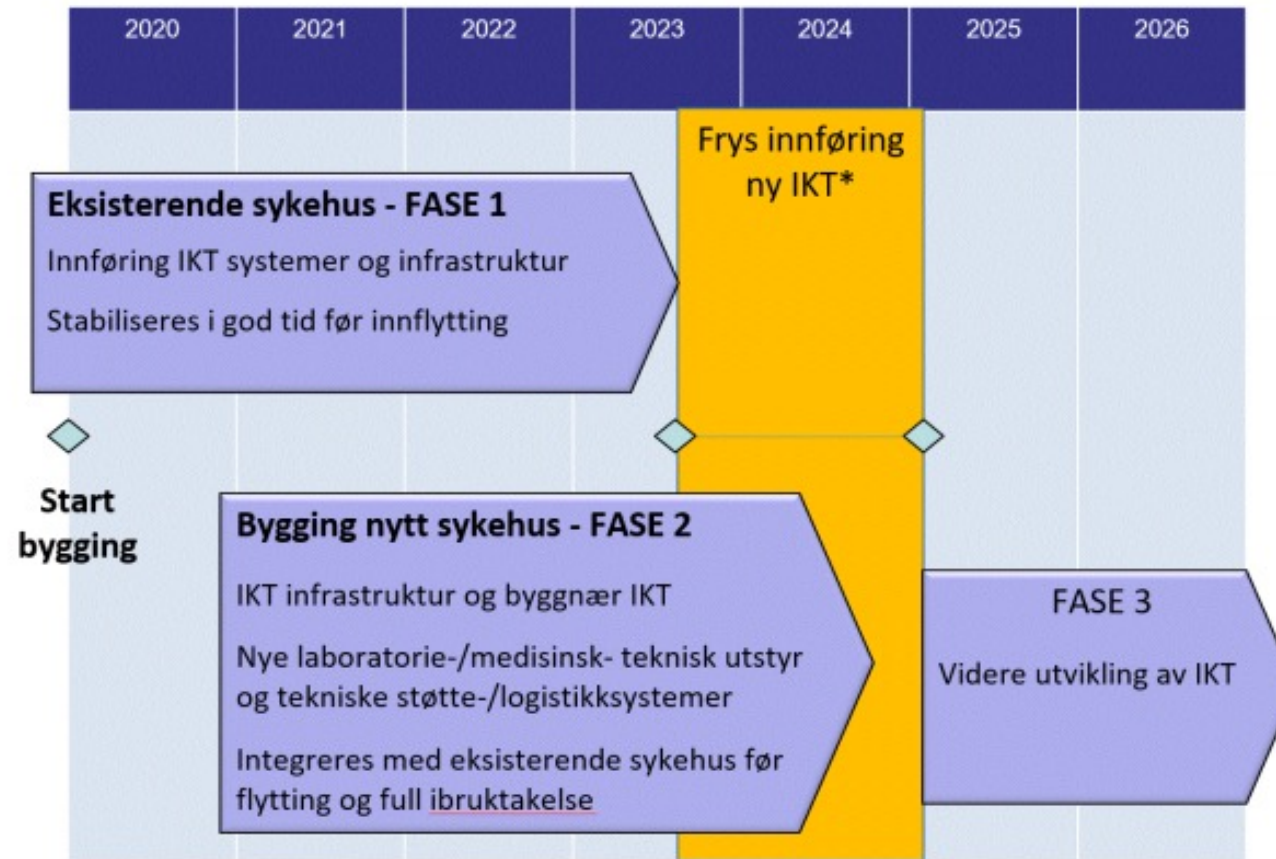 2020 2021 2022 2023 2024 2025 2026
Frys innføring
ny IKT*
Eksisterende sykehus - FASE 1
Innføring IKT systemer og infrastruktur
Stabiliseres i god tid før innflytting
Start
bygging
Bygging nytt sykehus - FASE 2
IKT infrastruktur og byggnær IKT
Nye laboratorie-/medisinsk- teknisk utstyr
og tekniske støtte-/logistikksystemer
Integreres med eksisterende sykehus før
flytting og full ibruktakelse
FASE 3
Videre utvikling av IKT